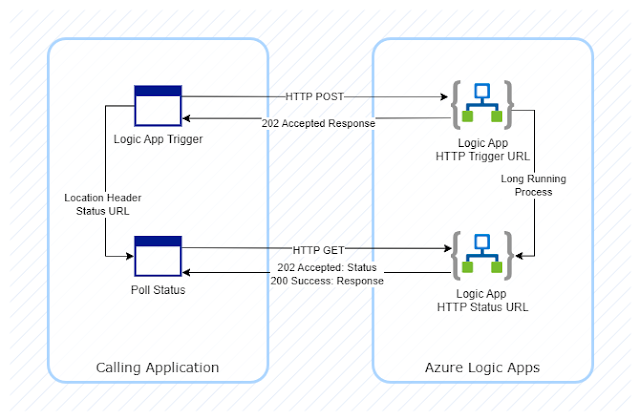 HTTP POST
202 Accepted Response
Logic App Trigger
Logic App
HTTP Trigger URL
Location Header
Status URL
Long Running
Process
HTTP GET
202 Accepted: Status
200 Success: Response
Poll Status
Logic App
HTTP Status URL
Calling Application
Azure Logic Apps